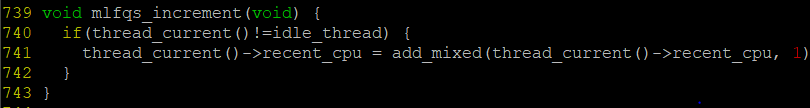 739 void mlfqs_increment(void) {
740   if(thread_current()!=idle_thread) {
741     thread_current()->recent_cpu = add_mixed(thread_current()->recent_cpu, 1)
742   }
743 }